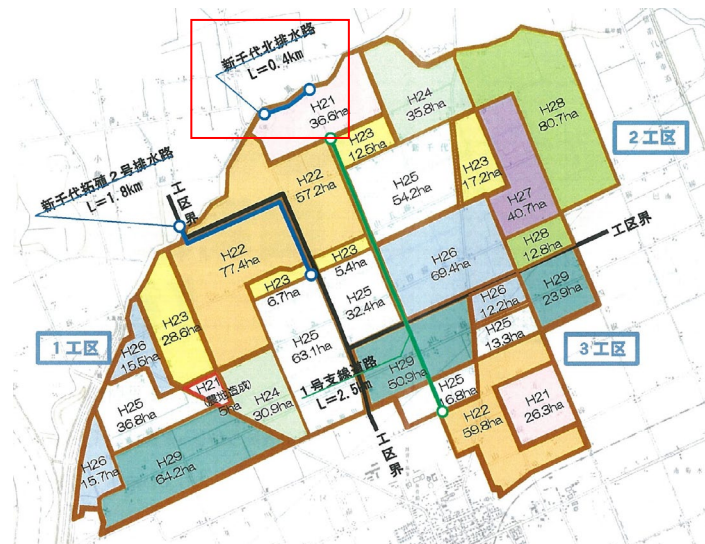 新千代北排水路
L=0.4km
H21
36.6ha
H24
35.8ha
H28
80.7ha
2工区
H23
12.5ha
H23
17.2ha
H22
57.2ha
H25
54.2ha
H27
40.7ha
新千代拓殖2号排水路
L=1.8km
工区界
H22
77.4ha
H23
5.4ha
H26
69.4ha
H28
12.8ha
工区界
H23
6.7ha
H25
32.4ha
H26
12.2ha
H29
23.9ha
1工区
H23
28.6ha
H26
15.5ha
H25
63.1ha
H25
13.3ha
3工区
1号支線道路
L=2.5km
H29
50.9ha
H21
(農地造成)
5ha
H24
30.9ha
H25
16.8ha
H25
36.8ha
H22
59.8ha
H21
26.3ha
H26
15.7ha
H29
64.2ha
工区界